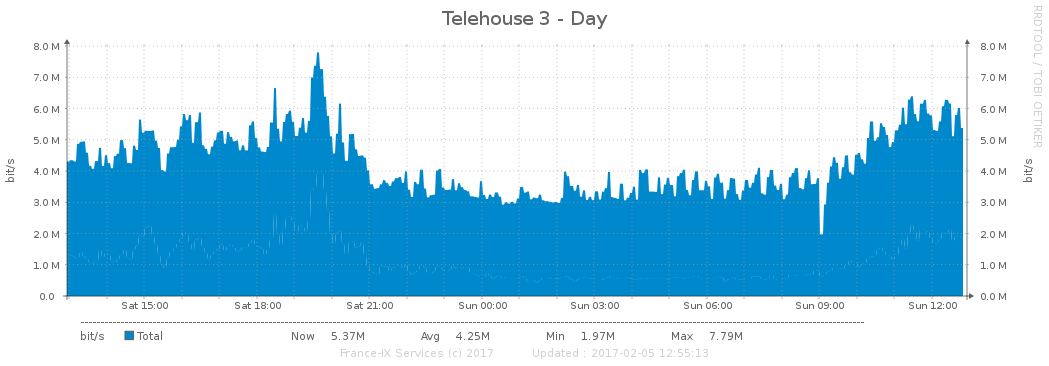 Telehouse 3 - Day
RRDTOOL / TOBI OETIKER
8.0 M 8.0 M
7.0 M 7.0 M
6.0 M 6.0 M
5.0 M 5.0 M
4.0 M 4.0 M
3.0 M 3.0 M
2.0 M 2.0 M
1.0 M 1.0 M
0.0 0.0 M
bit/s bit/s
Sat 15:00 Sat 18:00 Sat 21:00 Sun 00:00 Sun 03:00 Sun 06:00 Sun 09:00 Sun 12:00
bit/s Total Now 5.37M Avg 4.25M Min 1.97M Max 7.79M
France-IX Services (c) 2017 Updated : 2017-02-05 12:55:13